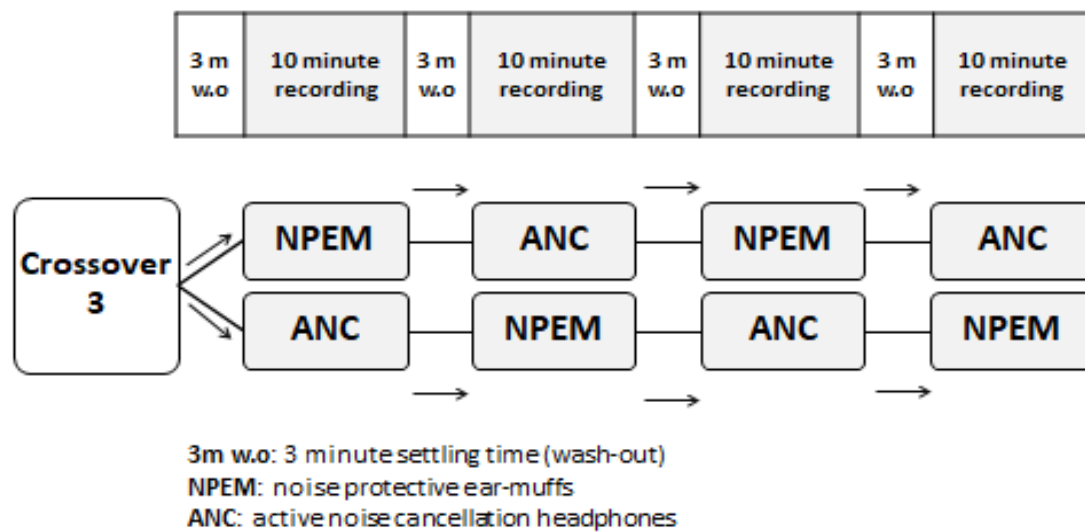 3 m 10 minute 3 m 10 minute 3 m 10 minute 3 m 10 minute
w.o recording w.o recording w.o recording w.o recording
NPEM ANC NPEM ANC
Crossover
3
ANC NPEM ANC NPEM
3m w.o: 3 minute settling time (wash-out)
NPEM: noise protective ear-muffs
ANC: active noise cancellation headphones